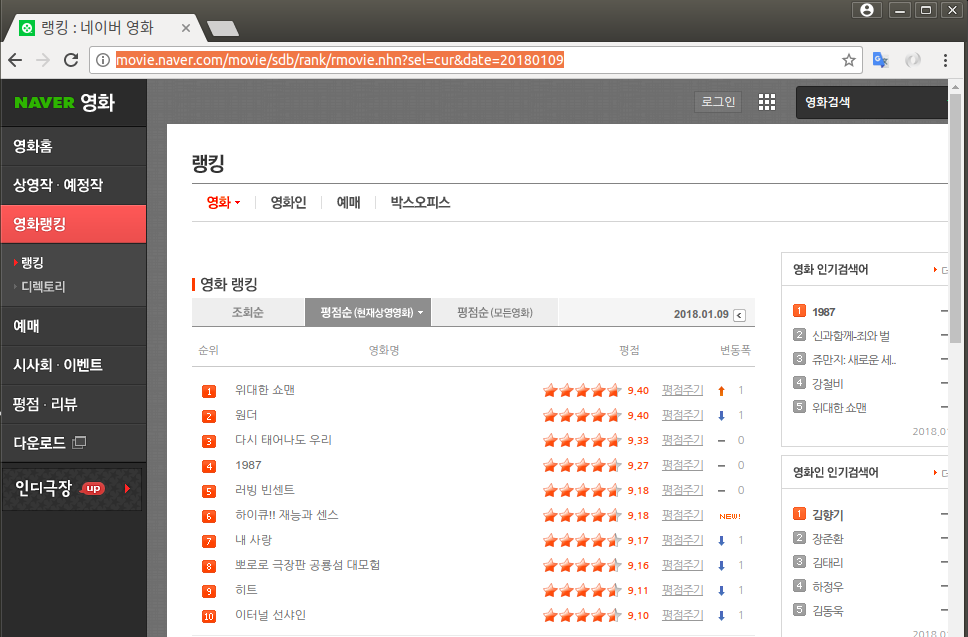 랭킹 : 네이버 영화
movie.naver.com/movie/sdb/rank/rmovie.nhn?sel=cur&date=20180109
NAVER 영화
로그인
영화검색
영화홈
상영작 · 예정작
영화랭킹
랭킹
디렉토리
예매
시사회 · 이벤트
평점 · 리뷰
다운로드
인디극장 up
랭킹
영화 영화인 예매 박스오피스
영화 랭킹
조회순 평점순 (현재상영영화) 평점순 (모든영화) 2018.01.09
순위 영화명 평점 변동폭
1 위대한 쇼맨 9.40 평점주기 1
2 원더 9.40 평점주기 1
3 다시 태어나도 우리 9.33 평점주기 0
4 1987 9.27 평점주기 0
5 러빙 빈센트 9.18 평점주기 0
6 하이큐!! 재능과 센스 9.18 평점주기 NEW!
7 내 사랑 9.17 평점주기 1
8 뽀로로 극장판 공룡섬 대모험 9.16 평점주기 1
9 히트 9.11 평점주기 1
10 이터널 선샤인 9.10 평점주기 1
영화 인기검색어
1 1987
2 신과함께-죄와 벌
3 쥬만지: 새로운 세..
4 강철비
5 위대한 쇼맨
2018.0
영화인 인기검색어
1 김향기
2 장준환
3 김태리
4 하정우
5 김동욱
2018.0